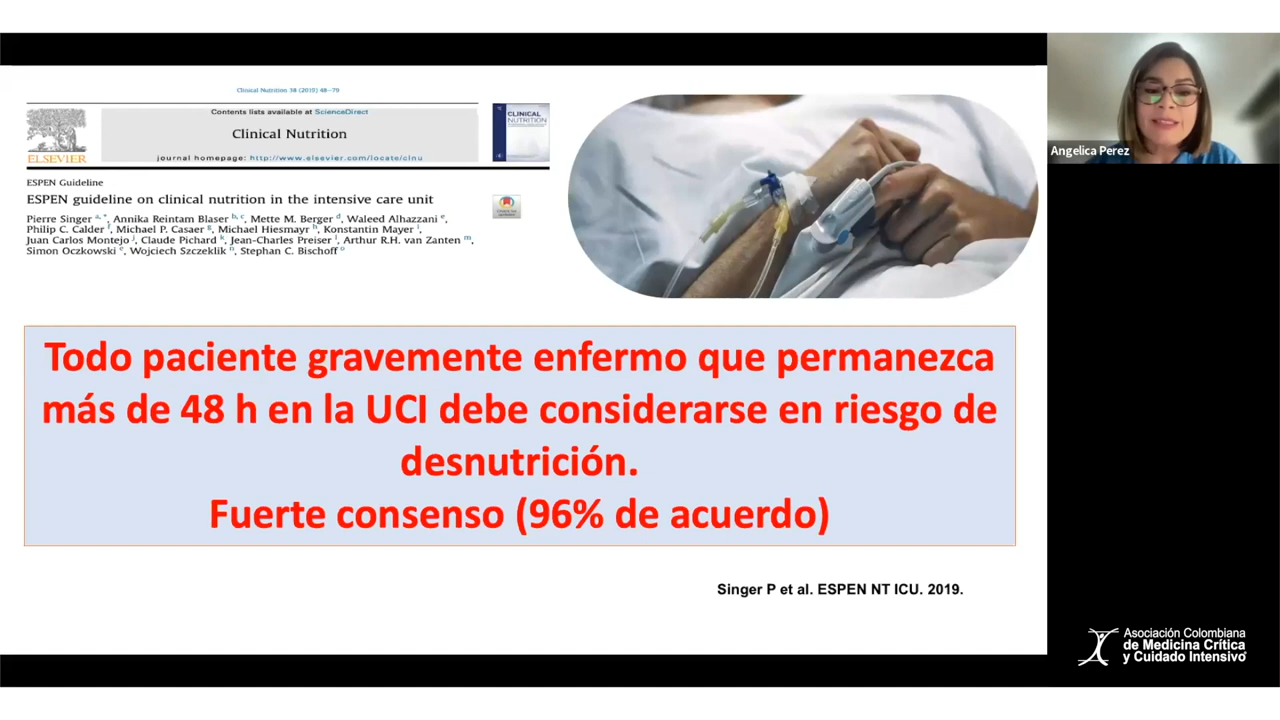 Clinical Nutrition 38 (2019) 48–79
Contents lists available at ScienceDirect
Clinical Nutrition
journal homepage: http://www.elsevier.com/locate/clnu
ELSEVIER
CLINICAL
NUTRITION
ESPEN Guideline
ESPEN guideline on clinical nutrition in the intensive care unit
Pierre Singer a, *, Annika Reintam Blaser b, c, Mette M. Berger d, Waleed Alhazzani e,
Philip C. Calder f, Michael P. Casaer g, Michael Hiesmayr h, Konstantin Mayer i,
Juan Carlos Montejo j, Claude Pichard k, Jean-Charles Preiser l, Arthur R.H. van Zanten m,
Simon Oczkowski e, Wojciech Szczeklik n, Stephan C. Bischoff o
Todo paciente gravemente enfermo que permanezca
más de 48 h en la UCI debe considerarse en riesgo de
desnutrición.
Fuerte consenso (96% de acuerdo)
Singer P et al. ESPEN NT ICU. 2019.
Angelica Perez
Asociación Colombiana
de Medicina Crítica
y Cuidado Intensivo